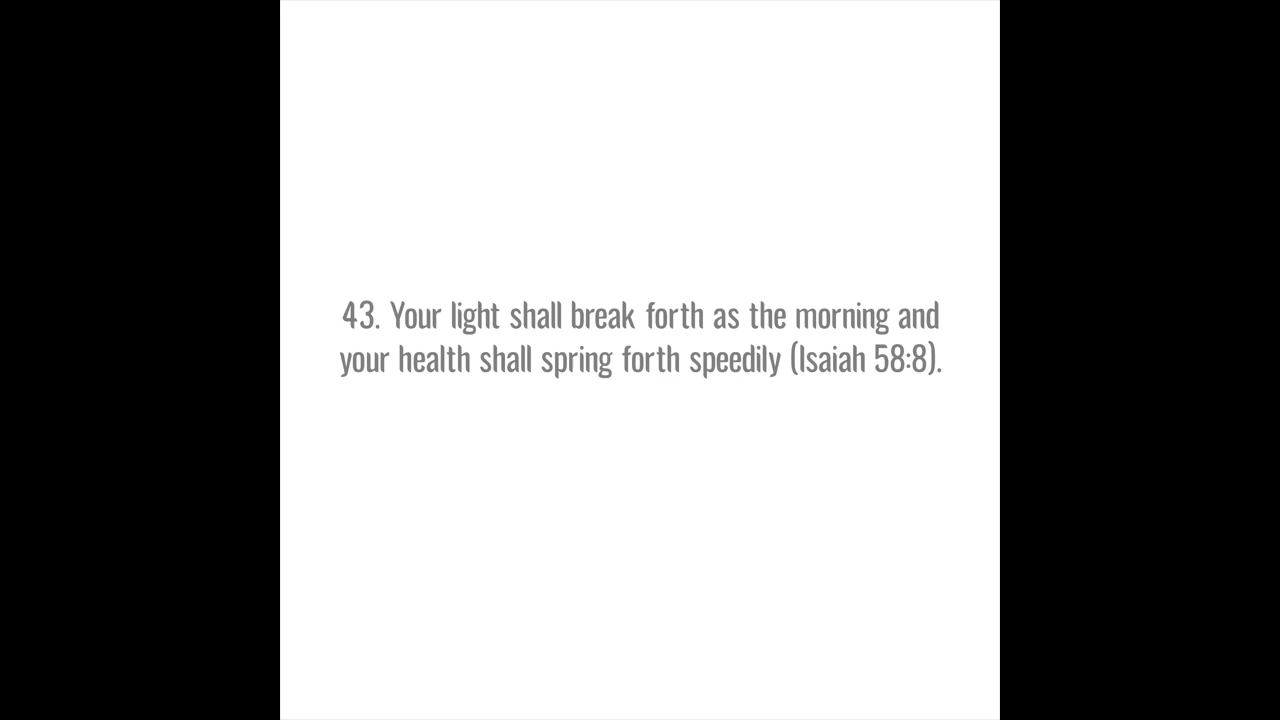 43. Your light shall break forth as the morning and
your health shall spring forth speedily (Isaiah 58:8).